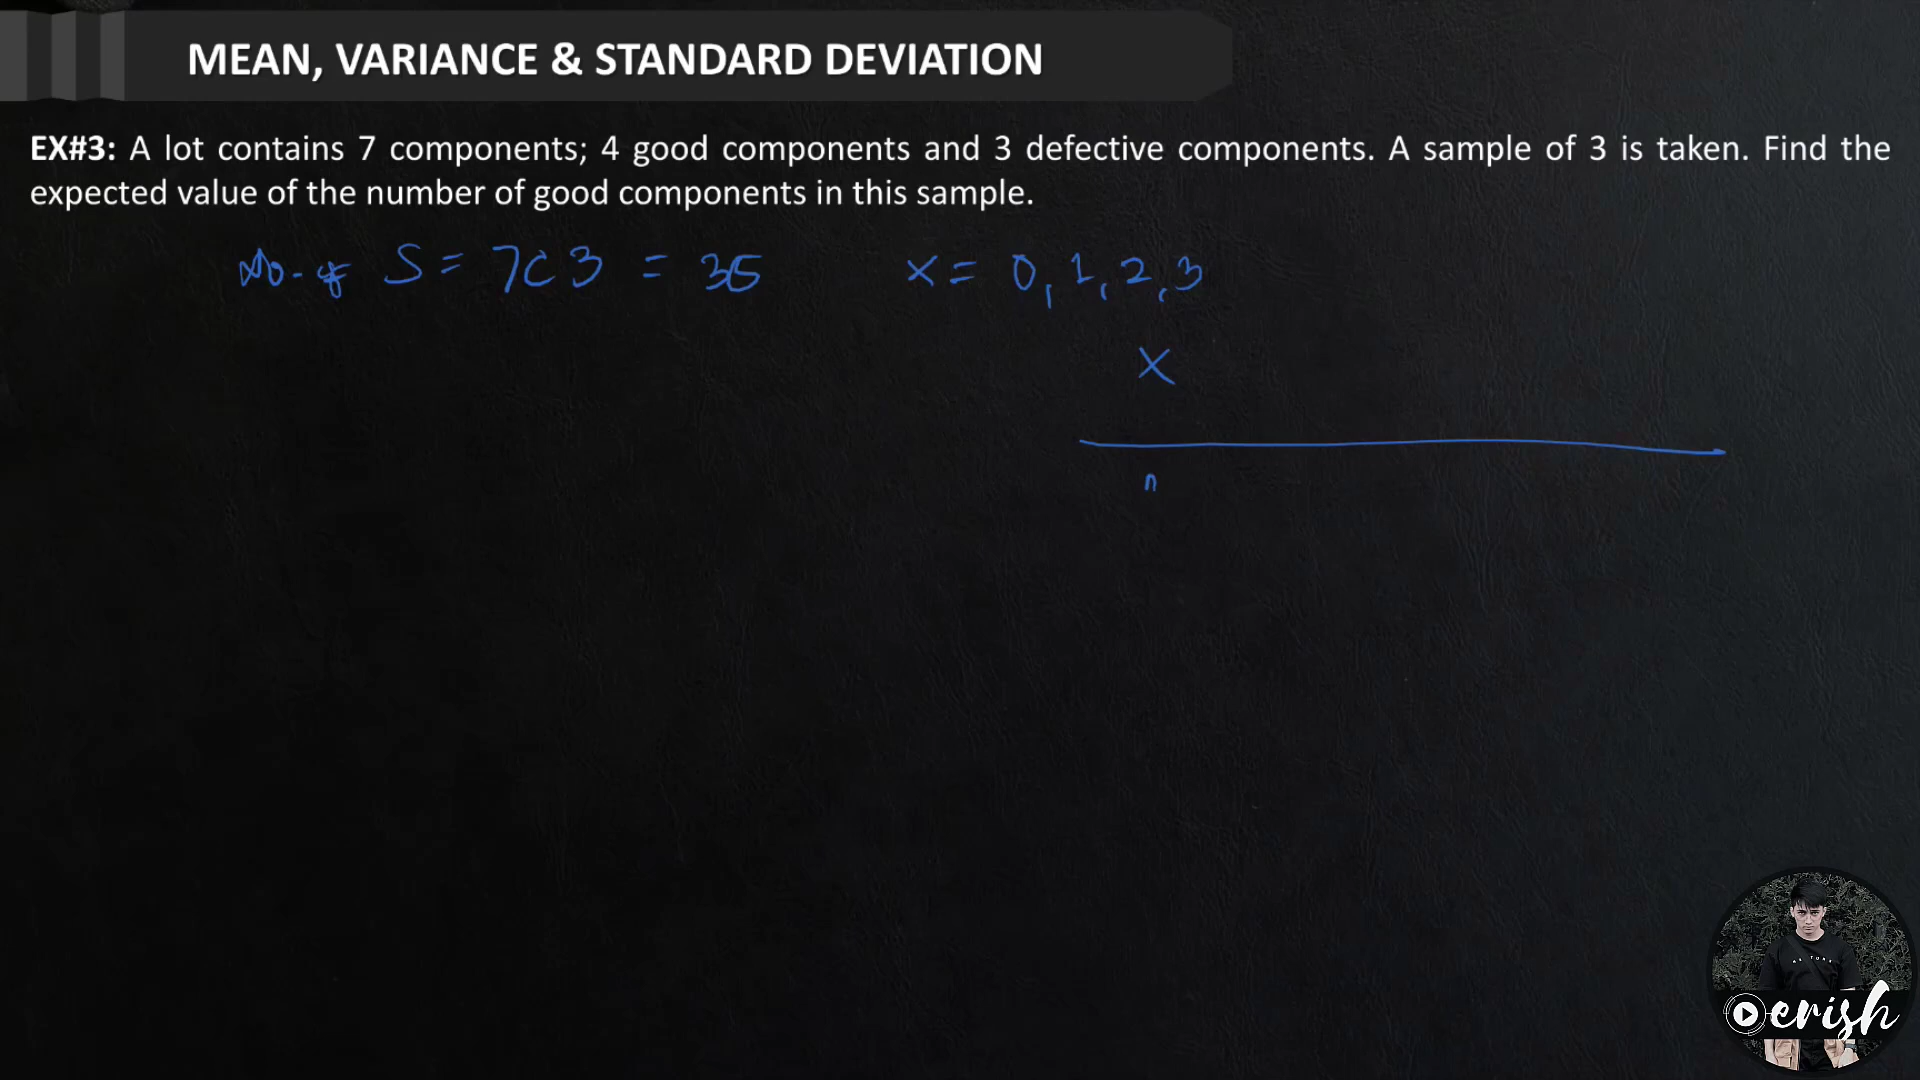 MEAN, VARIANCE & STANDARD DEVIATION
EX#3: A lot contains 7 components; 4 good components and 3 defective components. A sample of 3 is taken. Find the
expected value of the number of good components in this sample.
No. of S = 7C3 = 35 x = 0, 1, 2, 3
X
erish